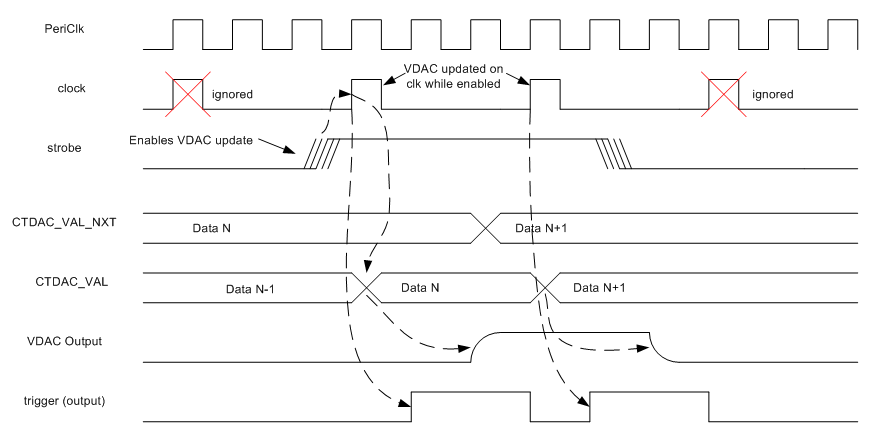 PeriClk
VDAC updated on
clk while enabled
clock
ignored
ignored
Enables VDAC update
strobe
CTDAC_VAL_NXT
Data N
Data N+1
CTDAC_VAL
Data N-1
Data N
Data N+1
VDAC Output
trigger (output)